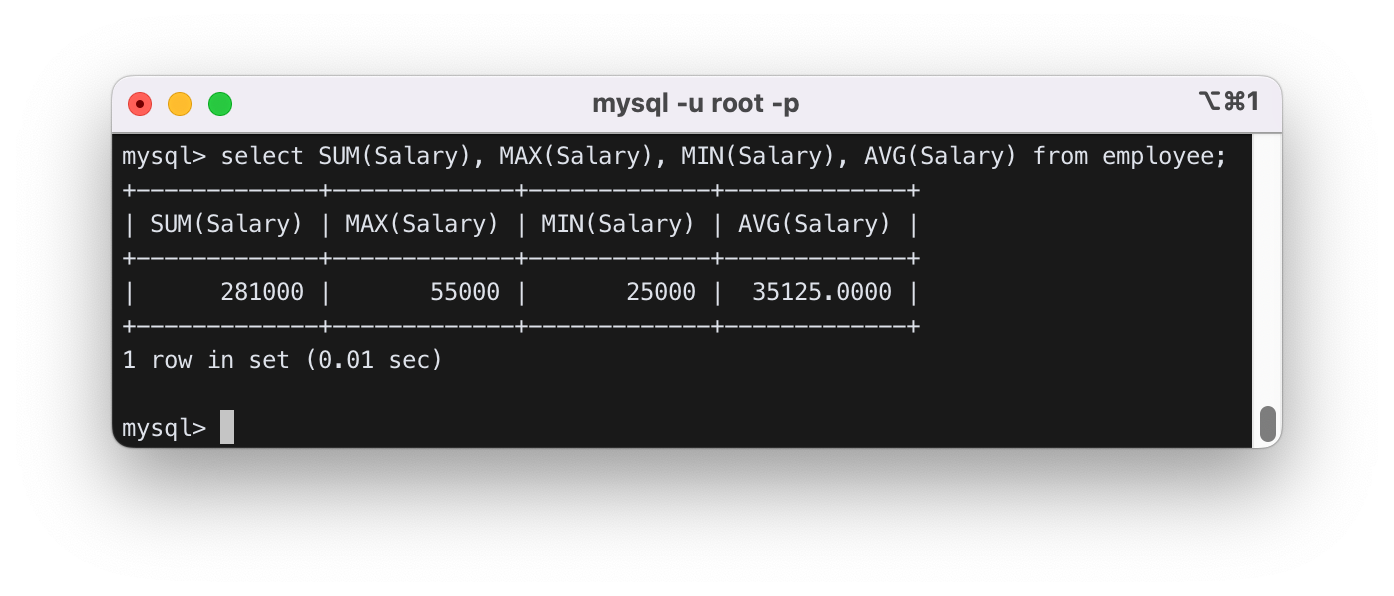 mysql -u root -p
⌥⌘1
mysql> select SUM(Salary), MAX(Salary), MIN(Salary), AVG(Salary) from employee;
+-------------+-------------+-------------+-------------+
| SUM(Salary) | MAX(Salary) | MIN(Salary) | AVG(Salary) |
+-------------+-------------+-------------+-------------+
|      281000 |       55000 |       25000 |  35125.0000 |
+-------------+-------------+-------------+-------------+
1 row in set (0.01 sec)
mysql>